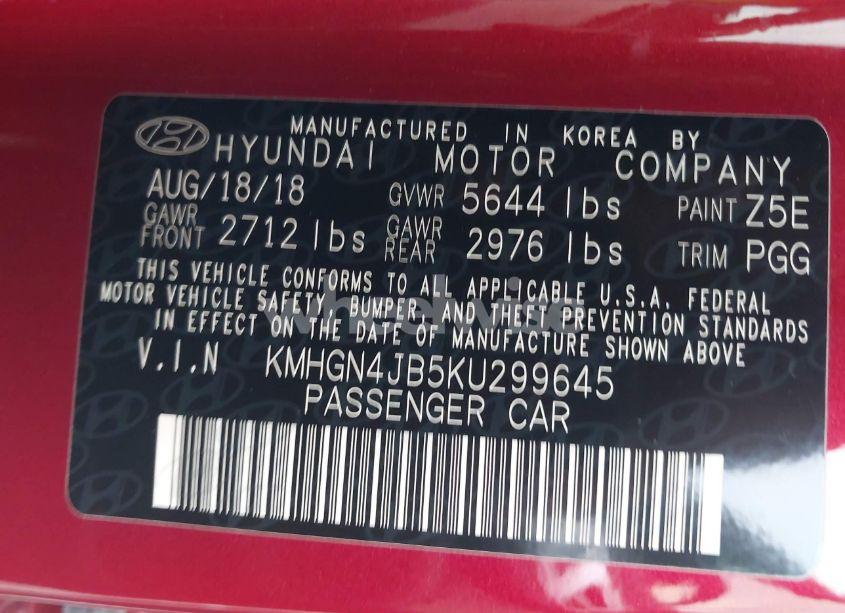 MANUFACTURED IN KOREA BY
HYUNDAI MOTOR COMPANY
AUG/18/18 GVWR 5644 lbs PAINT Z5E
GAWR FRONT 2712 lbs GAWR REAR 2976 lbs TRIM PGG
THIS VEHICLE CONFORMS TO ALL APPLICABLE U.S.A. FEDERAL
MOTOR VEHICLE SAFETY, BUMPER, AND THEFT PREVENTION STANDARDS
IN EFFECT ON THE DATE OF MANUFACTURE SHOWN ABOVE
V.I.N KMHGN4JB5KU299645
PASSENGER CAR
wheelwise